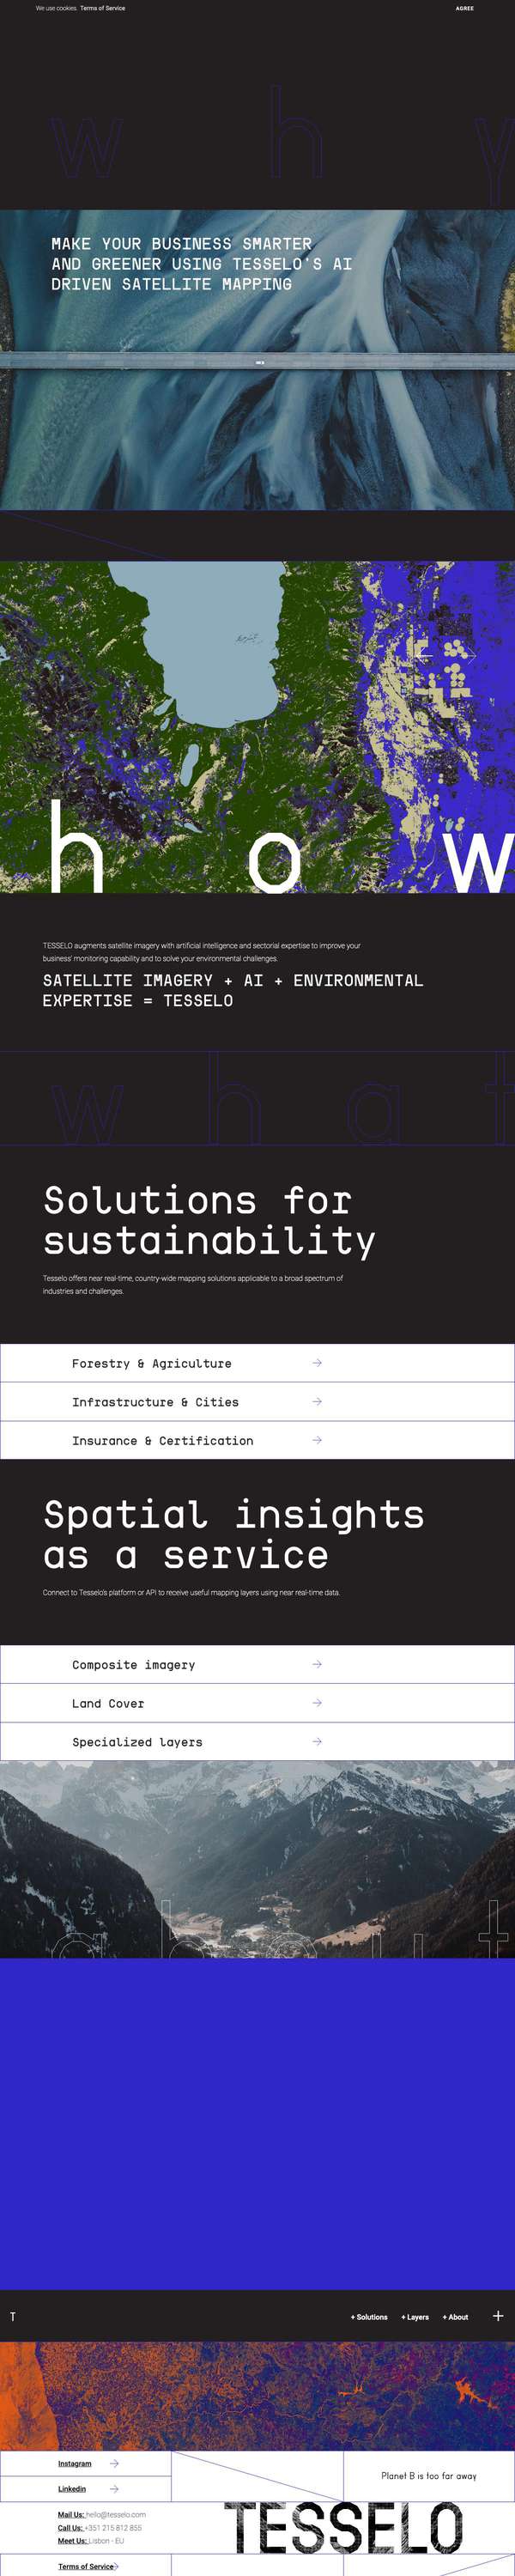 We use cookies. Terms of Service
AGREE
w h y
MAKE YOUR BUSINESS SMARTER
AND GREENER USING TESSELO'S AI
DRIVEN SATELLITE MAPPING
h o w
TESSELO augments satellite imagery with artificial intelligence and sectorial expertise to improve your
business' monitoring capability and to solve your environmental challenges.
SATELLITE IMAGERY + AI + ENVIRONMENTAL
EXPERTISE = TESSELO
w h a t
Solutions for
sustainability
Tesselo offers near real-time, country-wide mapping solutions applicable to a broad spectrum of
industries and challenges.
Forestry & Agriculture
Infrastructure & Cities
Insurance & Certification
Spatial insights
as a service
Connect to Tesselo's platform or API to receive useful mapping layers using near real-time data.
Composite imagery
Land Cover
Specialized layers
a b o u t
T
+ Solutions + Layers + About +
Instagram
Linkedin
Planet B is too far away
Mail Us: hello@tesselo.com
Call Us: +351 215 812 855
Meet Us: Lisbon - EU
TESSELO
Terms of Service